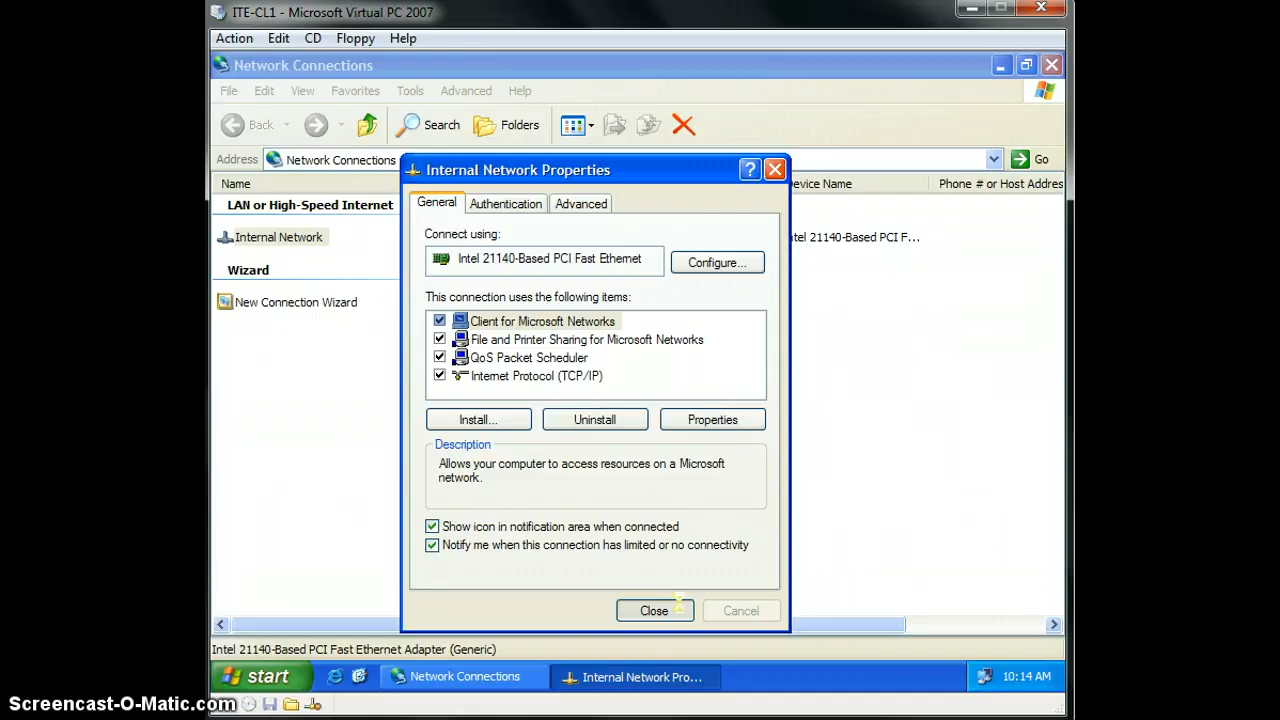 ITE-CL1 - Microsoft Virtual PC 2007
Action Edit CD Floppy Help
Network Connections
File Edit View Favorites Tools Advanced Help
Back Search Folders
Address Network Connections Go
Name evice Name Phone # or Host Addres
LAN or High-Speed Internet
Internal Network ntel 21140-Based PCI F...
Wizard
New Connection Wizard
Internal Network Properties
General Authentication Advanced
Connect using:
Intel 21140-Based PCI Fast Ethernet
Configure...
This connection uses the following items:
Client for Microsoft Networks
File and Printer Sharing for Microsoft Networks
QoS Packet Scheduler
Internet Protocol (TCP/IP)
Install... Uninstall Properties
Description
Allows your computer to access resources on a Microsoft
network.
Show icon in notification area when connected
Notify me when this connection has limited or no connectivity
Close Cancel
Intel 21140-Based PCI Fast Ethernet Adapter (Generic)
start Network Connections Internal Network Pro... 10:14 AM
Screencast-O-Matic.com